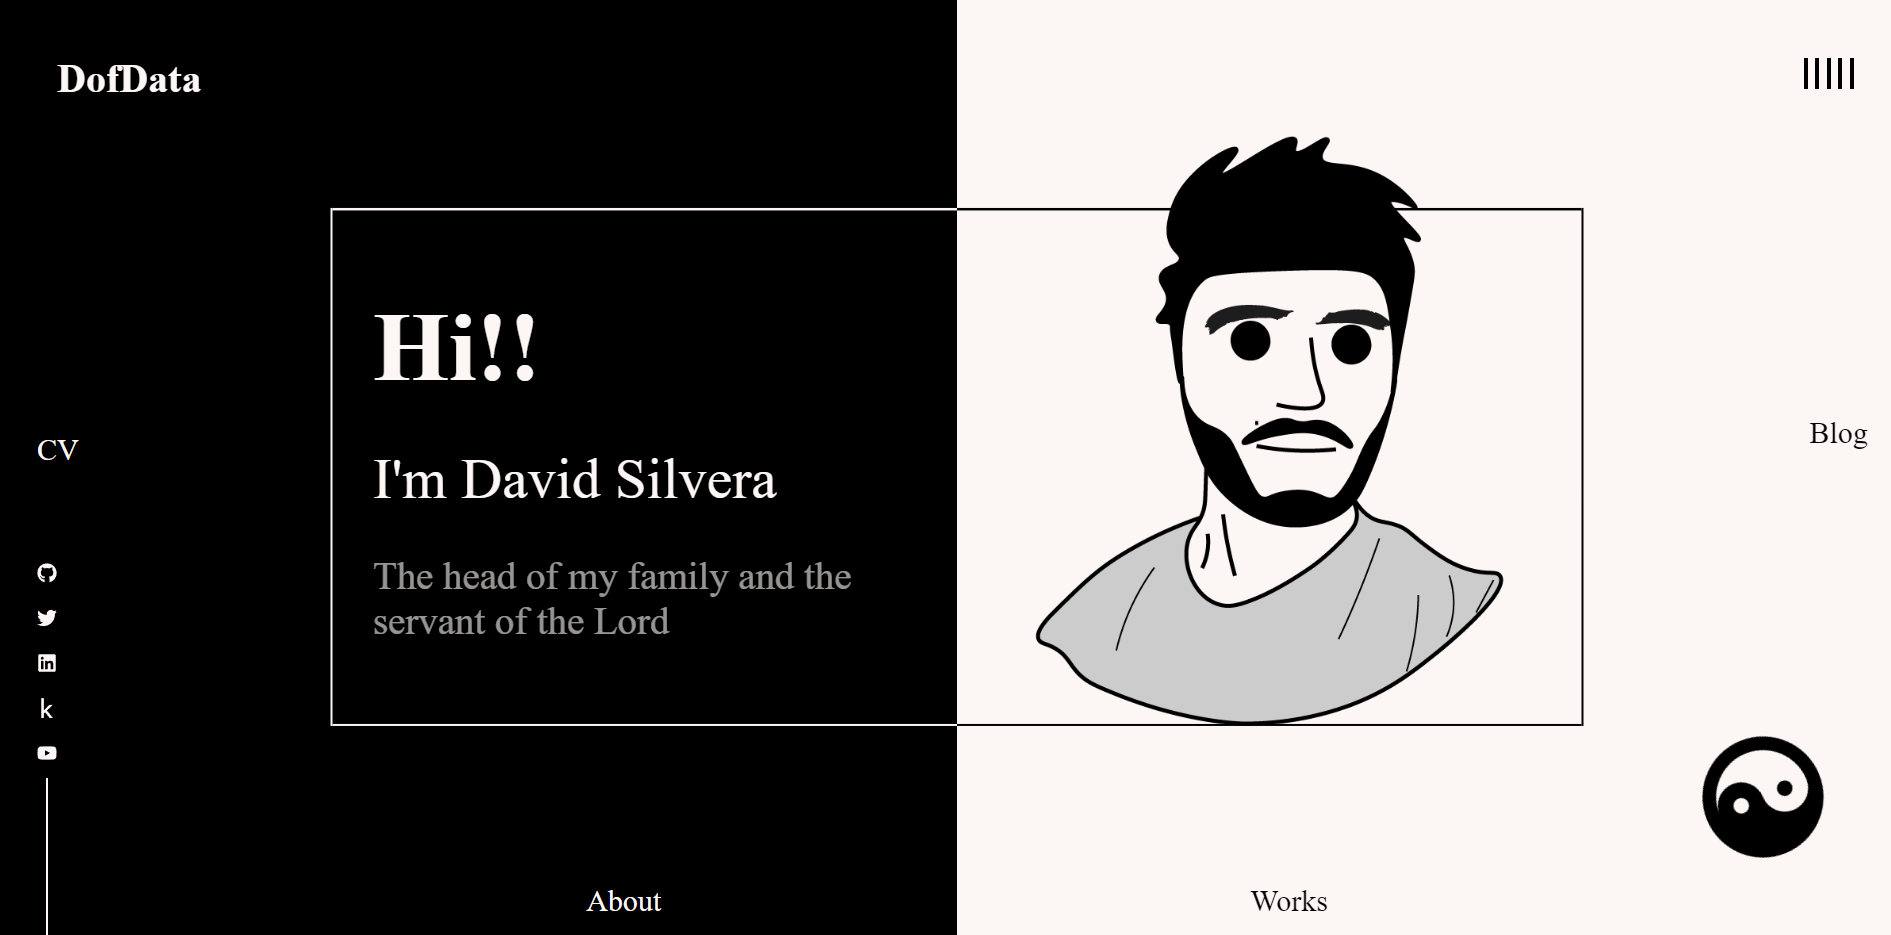 DofData
Hi!!
I'm David Silvera
The head of my family and the
servant of the Lord
CV
Blog
k
About
Works